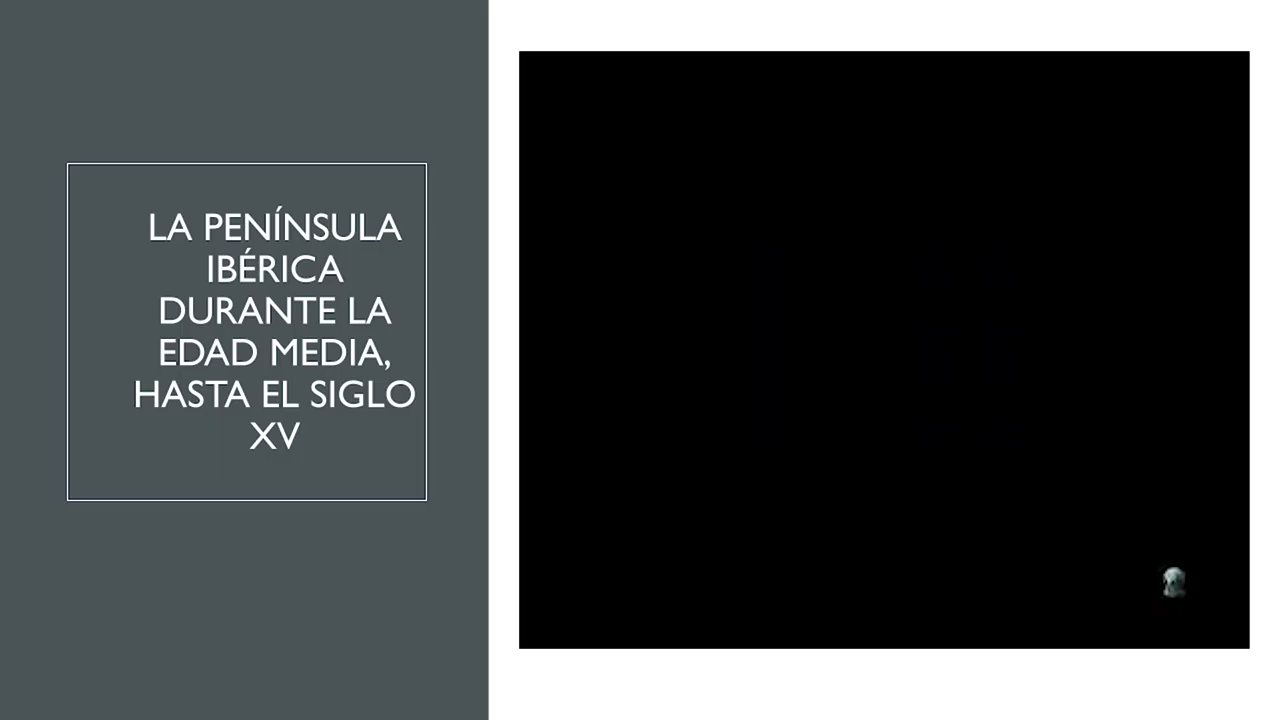 LA PENÍNSULA
IBÉRICA
DURANTE LA
EDAD MEDIA,
HASTA EL SIGLO
XV